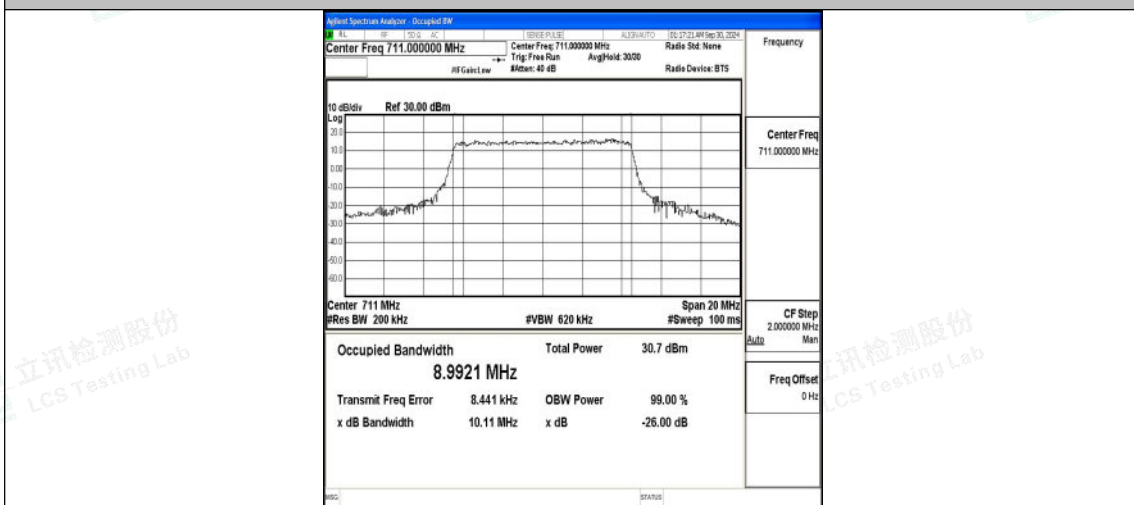 Agilent Spectrum Analyzer - Occupied BW
RL RF 50 Ω AC SENSE:PULSE ALIGNAUTO 01:17:21 AM Sep 30, 2024
Center Freq 711.000000 MHz
Center Freq: 711.000000 MHz
Radio Std: None
Trig: Free Run Avg|Hold: 30/30
#IFGain:Low #Atten: 40 dB Radio Device: BTS
Frequency
10 dB/div Ref 30.00 dBm
Log
20.0
10.0
0.00
-10.0
-20.0
-30.0
-40.0
-50.0
-60.0
Center 711 MHz Span 20 MHz
#Res BW 200 kHz #VBW 620 kHz #Sweep 100 ms
Occupied Bandwidth Total Power 30.7 dBm
8.9921 MHz
Transmit Freq Error 8.441 kHz OBW Power 99.00 %
x dB Bandwidth 10.11 MHz x dB -26.00 dB
Center Freq
711.000000 MHz
CF Step
2.000000 MHz
Auto Man
Freq Offset
0 Hz
MSG STATUS
立讯检测股份
LCS Testing Lab
立讯检测股份
LCS Testing Lab